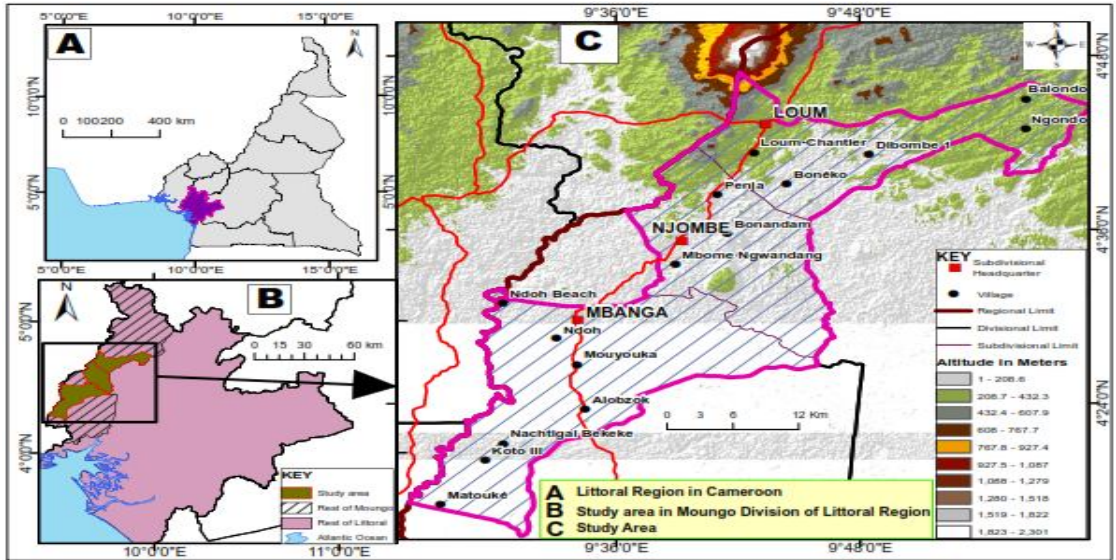 A
5°0'0"E 10°0'0"E 15°0'0"E
N
10°0'0"N
5°0'0"N
0 100200 400 km
10°0'0"N
5°0'0"N
5°0'0"E 10°0'0"E 15°0'0"E
B
N
0 15 30 60 km
5°0'0"N
4°0'0"N
KEY
Study area
Rest of Moungo
Rest of Littoral
Atlantic Ocean
10°0'0"E 11°0'0"E
C
9°36'0"E 9°48'0"E
N
W E
S
4°48'0"N
4°36'0"N
4°24'0"N
Balondo
LOUM
Ngondo
Loum-Chantier
Dibombe 1
Bonéko
Penja
NJOMBE
Bonandam
Mbome Ngwandang
Ndoh Beach
MBANGA
Ndoh
Mouyouka
Alobzok
Nachtigal Bekeke
Koto III
Matouké
0 3 6 12 Km
KEY
Subdivisional
Headquarter
Village
Regional Limit
Divisional Limit
Subdivisional Limit
Altitude in Meters
1 - 208.6
208.7 - 432.3
432.4 - 607.9
608 - 767.7
767.8 - 927.4
927.5 - 1,087
1,088 - 1,279
1,280 - 1,518
1,519 - 1,822
1,823 - 2,301
A Littoral Region in Cameroon
B Study area in Moungo Division of Littoral Region
C Study Area
9°36'0"E 9°48'0"E